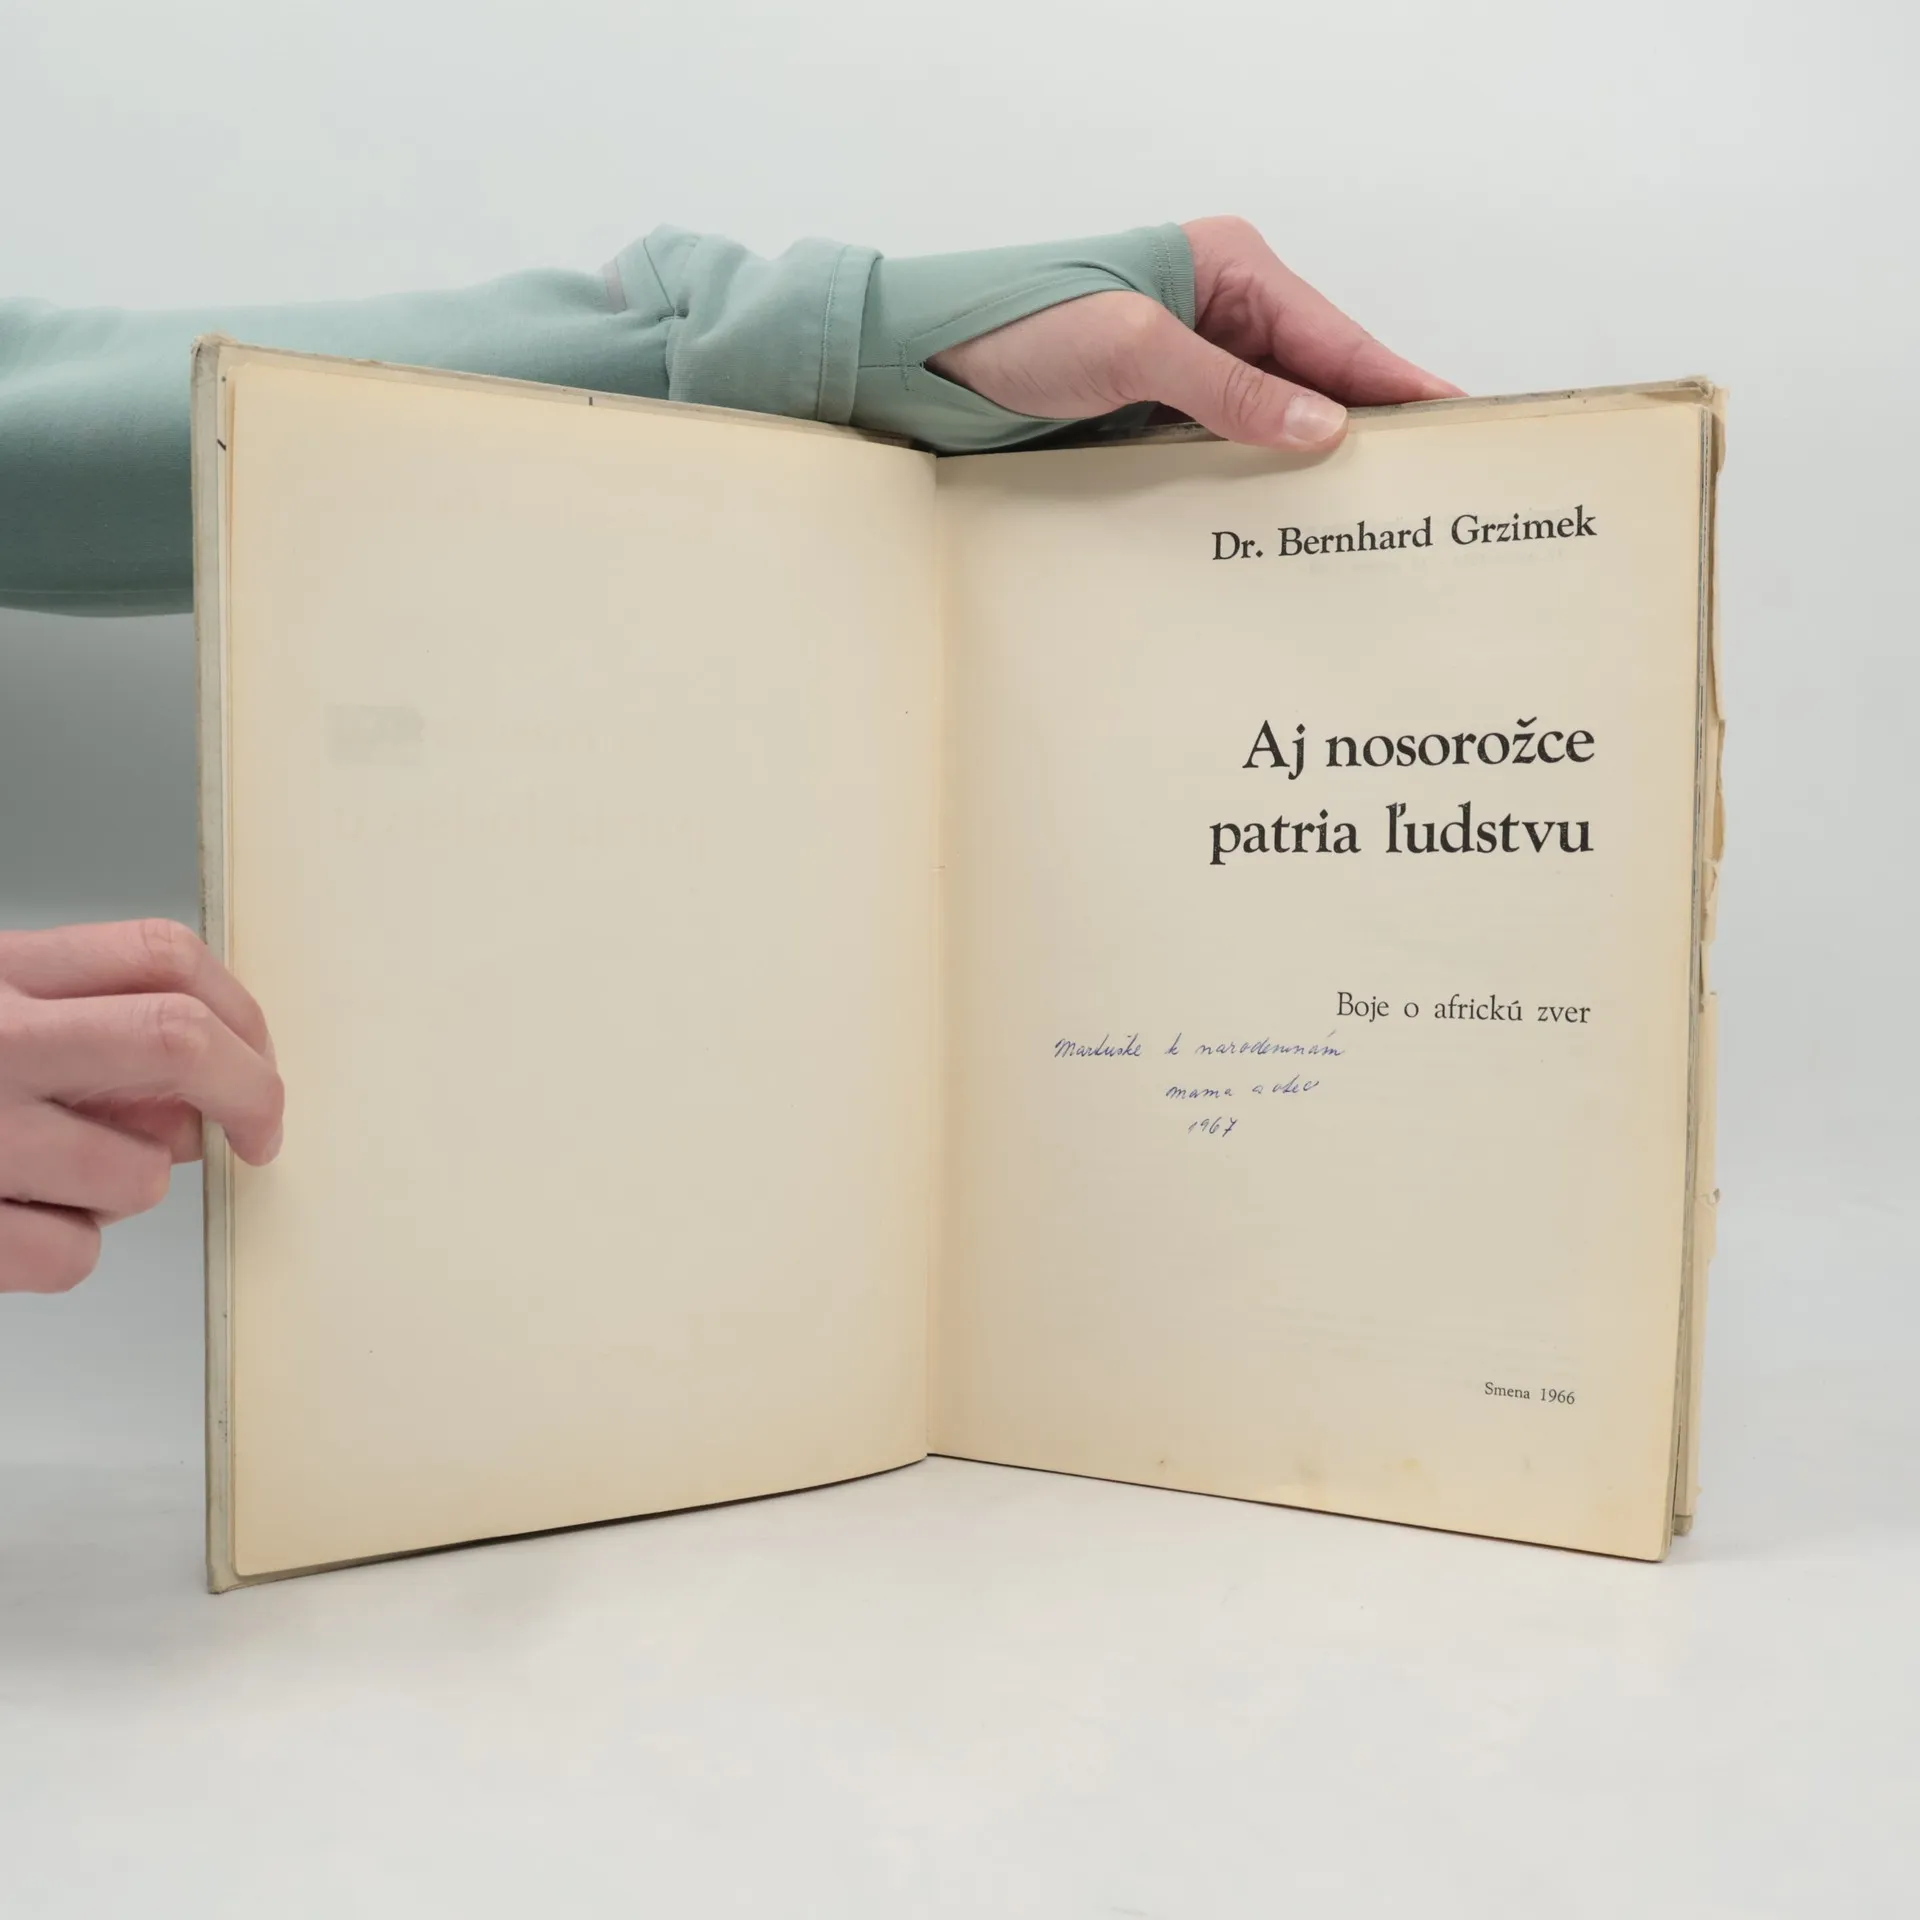 Dr. Bernhard Grzimek
Aj nosorožce
patria ľudstvu
Boje o africkú zver
Martuške k narodeninám
mama a otec
1967
Smena 1966